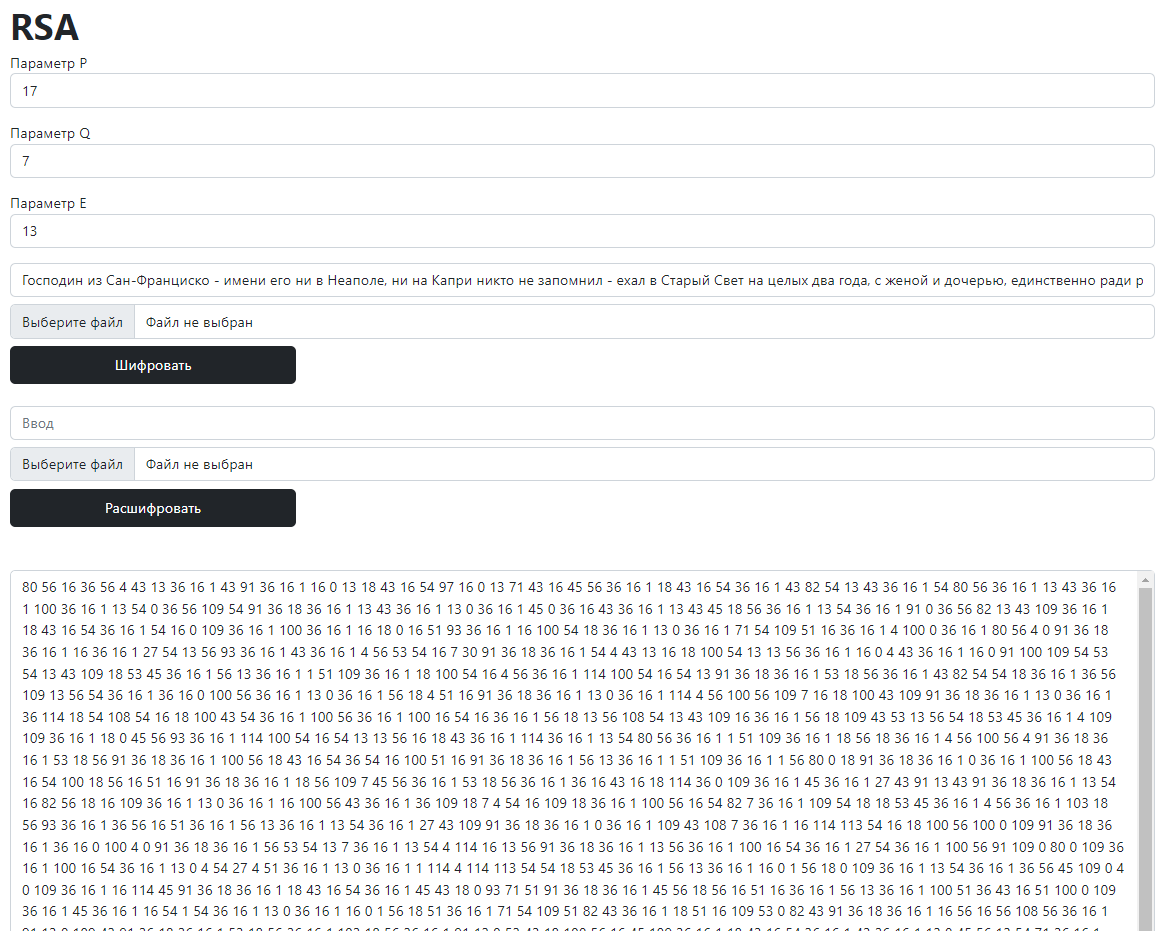 RSA
Параметр P
17
Параметр Q
7
Параметр E
13
Господин из Сан-Франциско - имени его ни в Неаполе, ни на Капри никто не запомнил - ехал в Старый Свет на целых два года, с женой и дочерью, единственно ради р
Выберите файл Файл не выбран
Шифровать
Ввод
Выберите файл Файл не выбран
Расшифровать
80 56 16 36 56 4 43 13 36 16 1 43 91 36 16 1 16 0 13 18 43 16 54 97 16 0 13 71 43 16 45 56 36 16 1 18 43 16 54 36 16 1 43 82 54 13 43 36 16 1 54 80 56 36 16 1 13 43 36 16
1 100 36 16 1 13 54 0 36 56 109 54 91 36 18 36 16 1 13 43 36 16 1 13 0 36 16 1 45 0 36 16 43 36 16 1 13 43 45 18 56 36 16 1 13 54 36 16 1 91 0 36 56 82 13 43 109 36 16 1
18 43 16 54 36 16 1 54 16 0 109 36 16 1 100 36 16 1 16 18 0 16 51 93 36 16 1 16 100 54 18 36 16 1 13 0 36 16 1 71 54 109 51 16 36 16 1 4 100 0 36 16 1 80 56 4 0 91 36 18
36 16 1 16 36 16 1 27 54 13 56 93 36 16 1 43 36 16 1 4 56 53 54 16 7 30 91 36 18 36 16 1 54 4 43 13 16 18 100 54 13 13 56 36 16 1 16 0 4 43 36 16 1 16 0 91 100 109 54 53
54 13 43 109 18 53 45 36 16 1 56 13 36 16 1 1 51 109 36 16 1 18 100 54 16 4 56 36 16 1 114 100 54 16 54 13 91 36 18 36 16 1 53 18 56 36 16 1 43 82 54 54 18 36 16 1 36 56
109 13 56 54 36 16 1 36 16 0 100 56 36 16 1 13 0 36 16 1 56 18 4 51 16 91 36 18 36 16 1 13 0 36 16 1 114 4 56 100 56 109 7 16 18 100 43 109 91 36 18 36 16 1 13 0 36 16 1
36 114 18 54 108 54 16 18 100 43 54 36 16 1 100 56 36 16 1 100 16 54 16 36 16 1 56 18 13 56 108 54 13 43 109 16 36 16 1 56 18 109 43 53 13 56 54 18 53 45 36 16 1 4 109
109 36 16 1 18 0 45 56 93 36 16 1 114 100 54 16 54 13 13 56 16 18 43 36 16 1 114 36 16 1 13 54 80 56 36 16 1 1 51 109 36 16 1 18 56 18 36 16 1 4 56 100 56 4 91 36 18 36
16 1 53 18 56 91 36 18 36 16 1 100 56 18 43 16 54 36 54 16 100 51 16 91 36 18 36 16 1 56 13 36 16 1 1 51 109 36 16 1 1 56 80 0 18 91 36 18 36 16 1 0 36 16 1 100 56 18 43
16 54 100 18 56 16 51 16 91 36 18 36 16 1 18 56 109 7 45 56 36 16 1 53 18 56 36 16 1 36 16 43 16 18 114 36 0 109 36 16 1 45 36 16 1 27 43 91 13 43 91 36 18 36 16 1 13 54
16 82 56 18 16 109 36 16 1 13 0 36 16 1 16 100 56 43 36 16 1 36 109 18 7 4 54 16 109 18 36 16 1 100 56 16 54 82 7 36 16 1 109 54 18 18 53 45 36 16 1 4 56 36 16 1 103 18
56 93 36 16 1 36 56 16 51 36 16 1 56 13 36 16 1 13 54 36 16 1 27 43 109 91 36 18 36 16 1 0 36 16 1 109 43 108 7 36 16 1 16 114 113 54 16 18 100 56 100 0 109 91 36 18 36
16 1 36 16 0 100 4 0 91 36 18 36 16 1 56 53 54 13 7 36 16 1 13 54 4 114 16 13 56 91 36 18 36 16 1 13 56 36 16 1 100 16 54 36 16 1 27 54 36 16 1 100 56 91 109 0 80 0 109 36
16 1 100 16 54 36 16 1 13 0 4 54 27 4 51 36 16 1 13 0 36 16 1 1 114 4 114 113 54 54 18 53 45 36 16 1 56 13 36 16 1 16 0 1 56 18 0 109 36 16 1 13 54 36 16 1 36 56 45 109 0 4
0 109 36 16 1 16 114 45 91 36 18 36 16 1 18 43 16 54 36 16 1 45 43 18 0 93 71 51 91 36 18 36 16 1 45 56 18 56 16 51 16 36 16 1 56 13 36 16 1 100 51 36 43 16 51 100 0 109
36 16 1 45 36 16 1 16 54 1 54 36 16 1 13 0 36 16 1 16 0 1 56 18 51 36 16 1 71 54 109 51 82 43 36 16 1 18 51 16 109 53 0 82 43 91 36 18 36 16 1 16 56 16 56 108 56 36 16 1